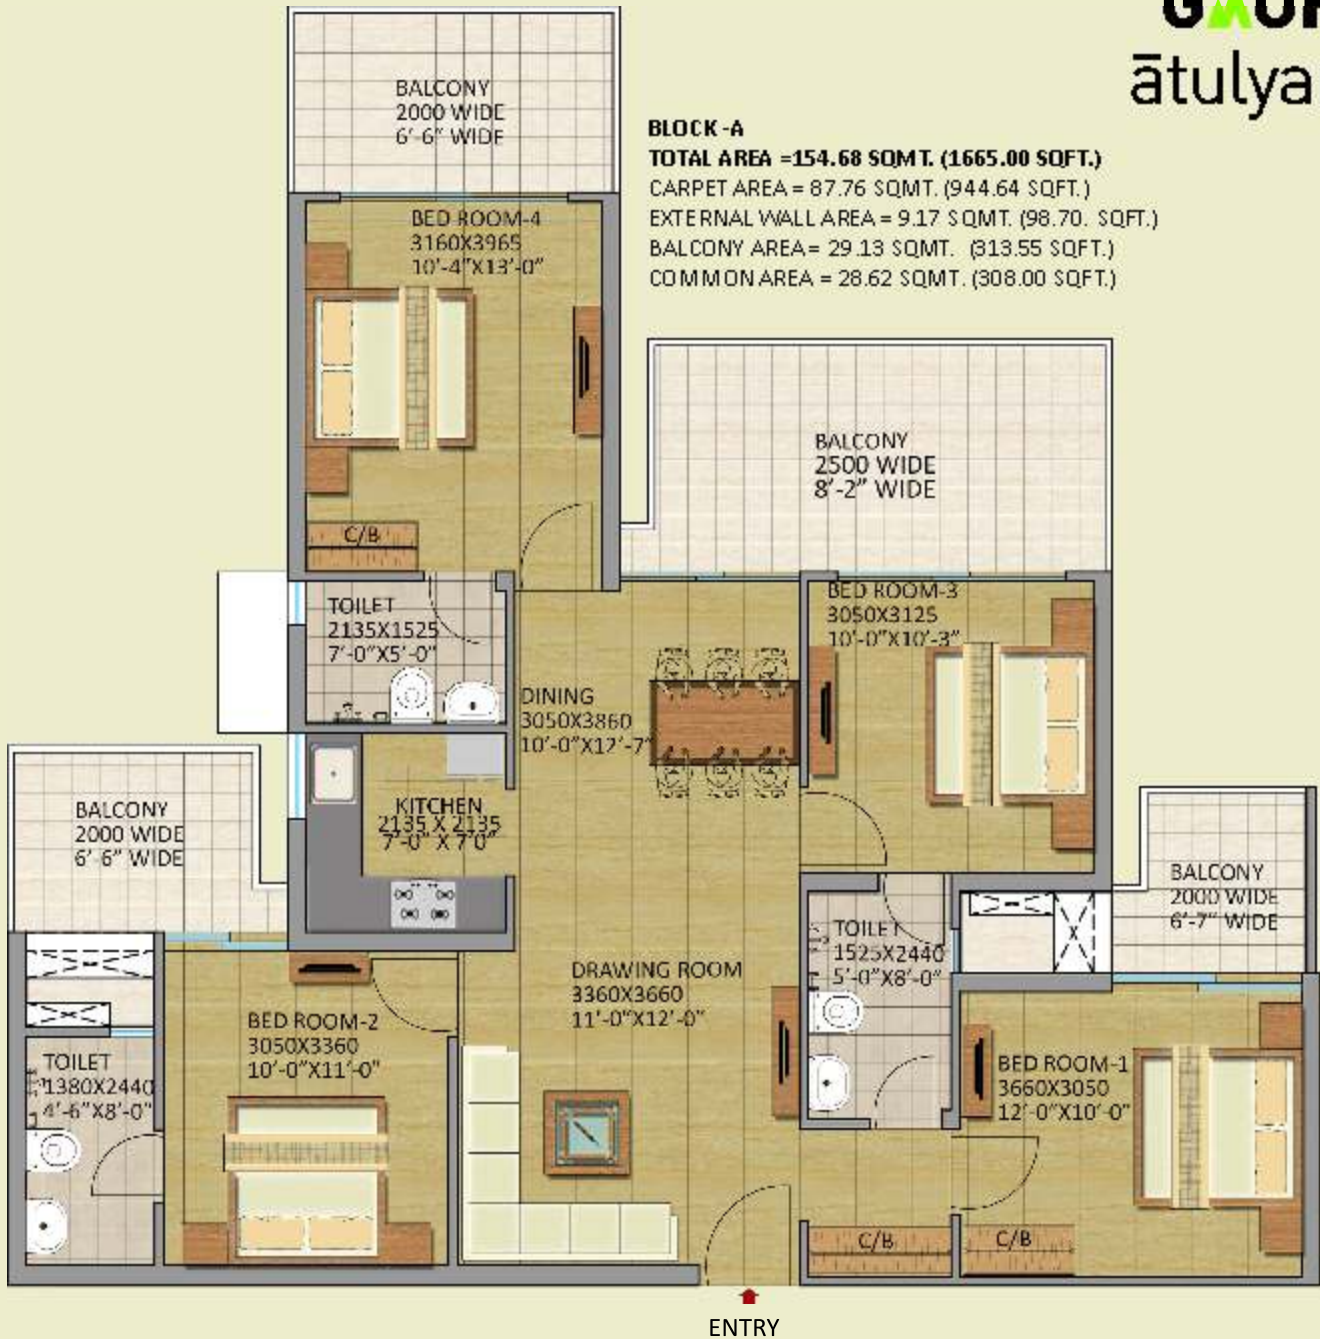 ātulya
BLOCK -A
TOTAL AREA =154.68 SQMT. (1665.00 SQFT.)
CARPET AREA = 87.76 SQMT. (944.64 SQFT.)
EXTERNAL WALL AREA = 9.17 SQMT. (98.70. SQFT.)
BALCONY AREA= 29.13 SQMT. (313.55 SQFT.)
COMMON AREA = 28.62 SQMT. (308.00 SQFT.)
BALCONY
2000 WIDE
6'-6" WIDE
BED ROOM-4
3160X3965
10'-4"X13'-0"
C/B
BALCONY
2500 WIDE
8'-2" WIDE
TOILET
2135X1525
7'-0"X5'-0"
BED ROOM-3
3050X3125
10'-0"X10'-3"
DINING
3050X3860
10'-0"X12'-7"
BALCONY
2000 WIDE
6'-6" WIDE
KITCHEN
2135 X 2135
7'-0" X 7'0"
BALCONY
2000 WIDE
6'-7" WIDE
TOILET
1525X2440
5'-0"X8'-0"
DRAWING ROOM
3360X3660
11'-0"X12'-0"
BED ROOM-2
3050X3360
10'-0"X11'-0"
TOILET
1380X2440
4'-6"X8'-0"
BED ROOM-1
3660X3050
12'-0"X10'-0"
C/B
C/B
ENTRY